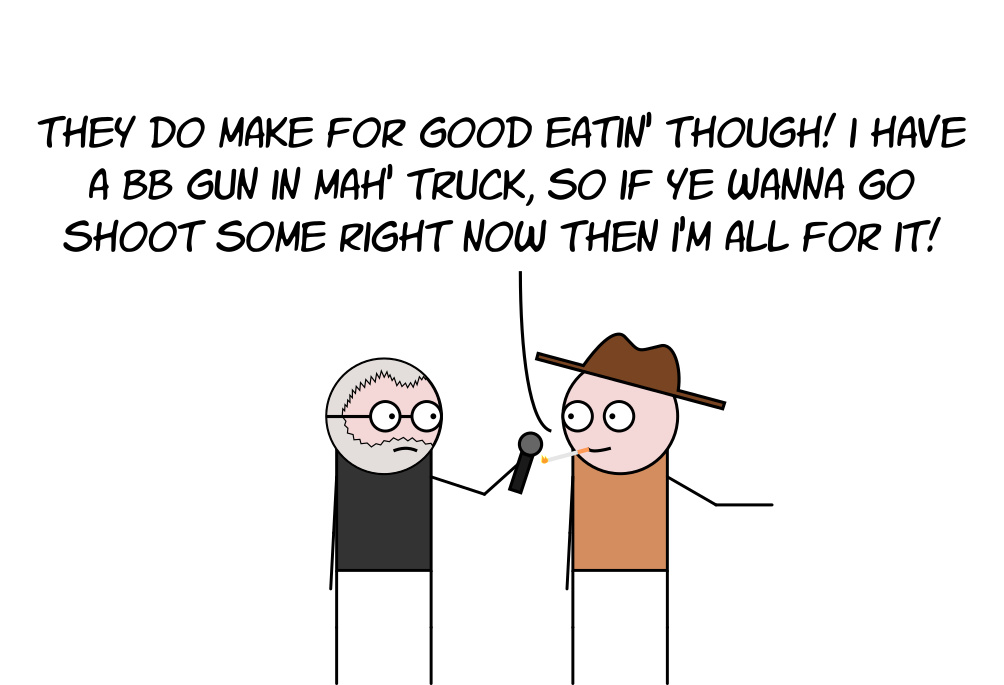 THEY DO MAKE FOR GOOD EATIN' THOUGH! I HAVE
A BB GUN IN MAH' TRUCK, SO IF YE WANNA GO
SHOOT SOME RIGHT NOW THEN I'M ALL FOR IT!